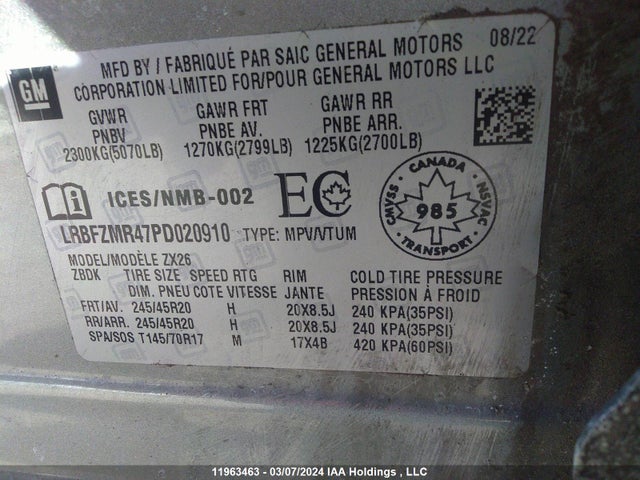 GM
MFD BY / FABRIQUÉ PAR SAIC GENERAL MOTORS 08/22
CORPORATION LIMITED FOR/POUR GENERAL MOTORS LLC
GVWR GAWR FRT GAWR RR
PNBV PNBE AV. PNBE ARR.
2300KG(5070LB) 1270KG(2799LB) 1225KG(2700LB)
ICES/NMB-002 EC
CANADA
CMVSS 985 NSVAC
TRANSPORT
LRBFZMR47PD020910 TYPE: MPV/VTUM
MODEL/MODÈLE ZX26
ZBDK TIRE SIZE SPEED RTG RIM COLD TIRE PRESSURE
DIM. PNEU COTE VITESSE JANTE PRESSION À FROID
FRT/AV. 245/45R20 H 20X8.5J 240 KPA(35PSI)
RR/ARR. 245/45R20 H 20X8.5J 240 KPA(35PSI)
SPA/SOS T145/70R17 M 17X4B 420 KPA(60PSI)
11963463 - 03/07/2024 IAA Holdings , LLC